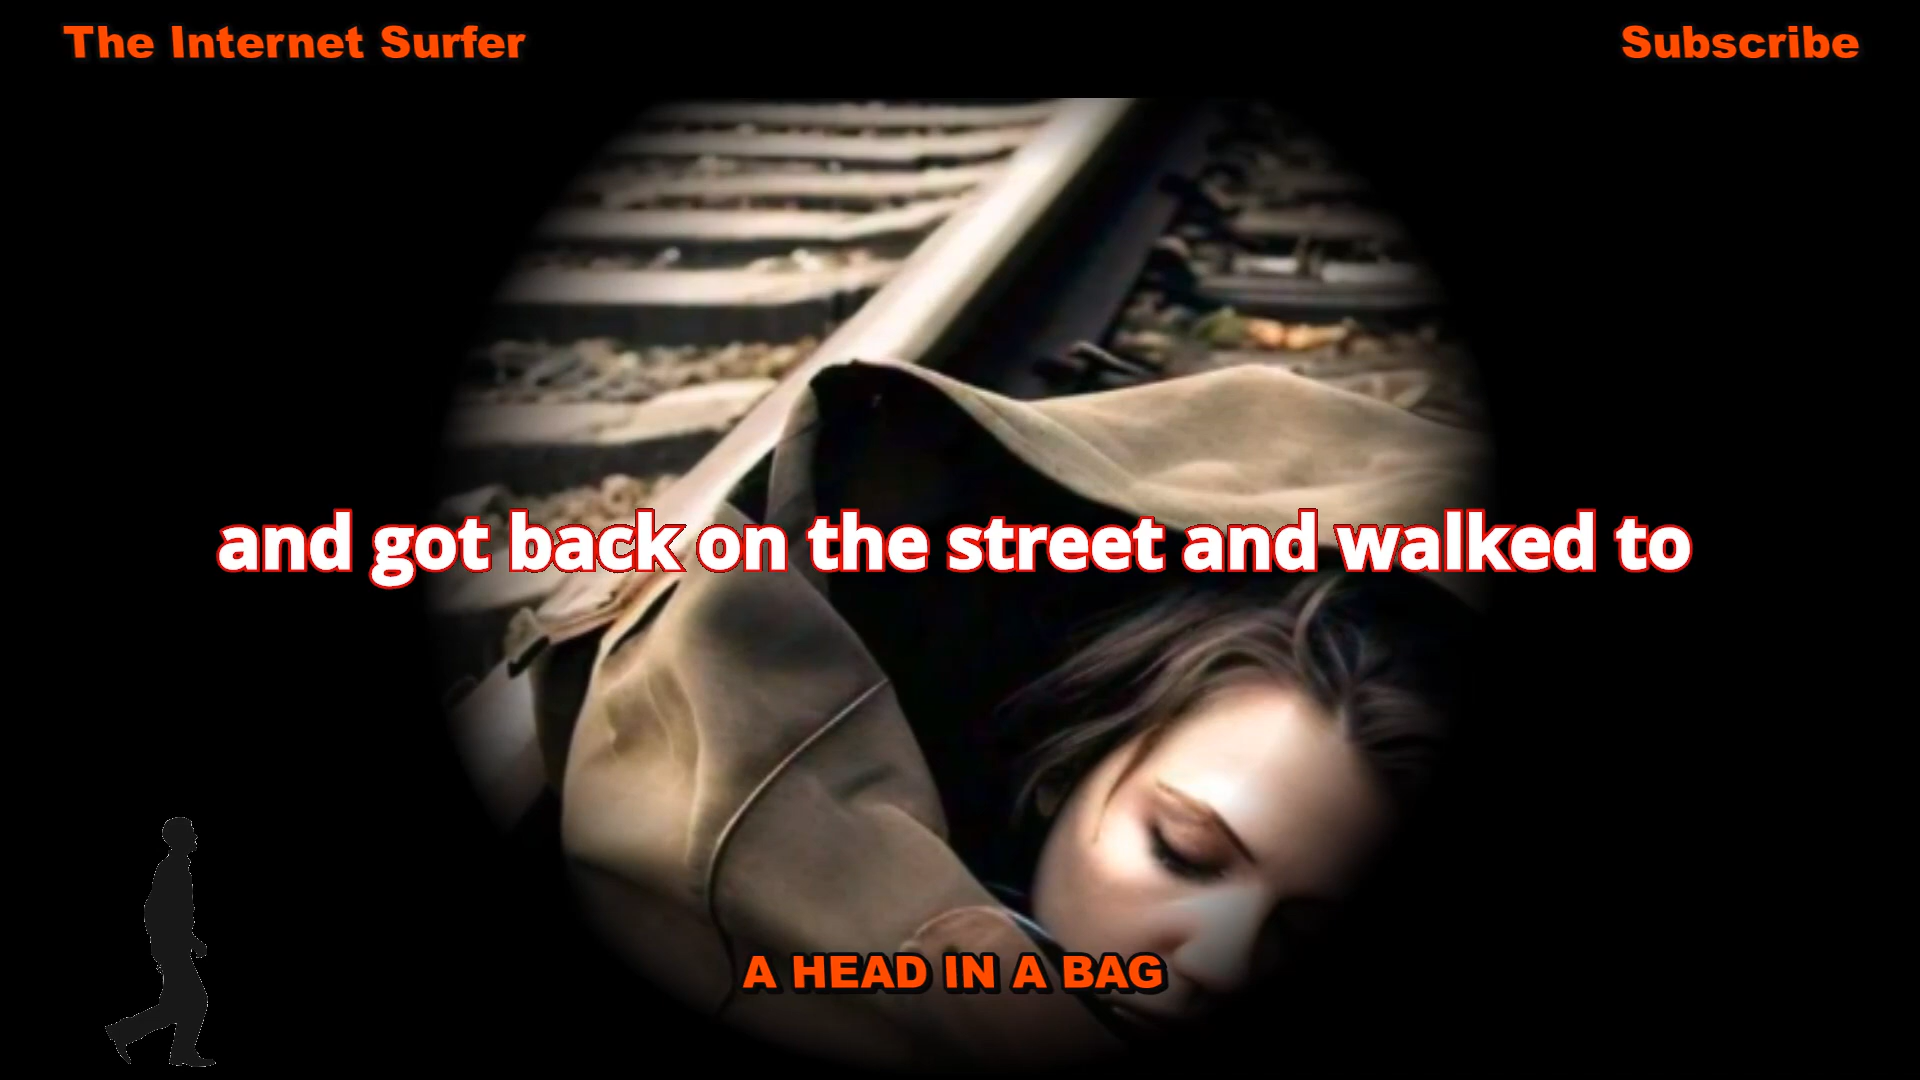 The Internet Surfer
Subscribe
and got back on the street and walked to
A HEAD IN A BAG